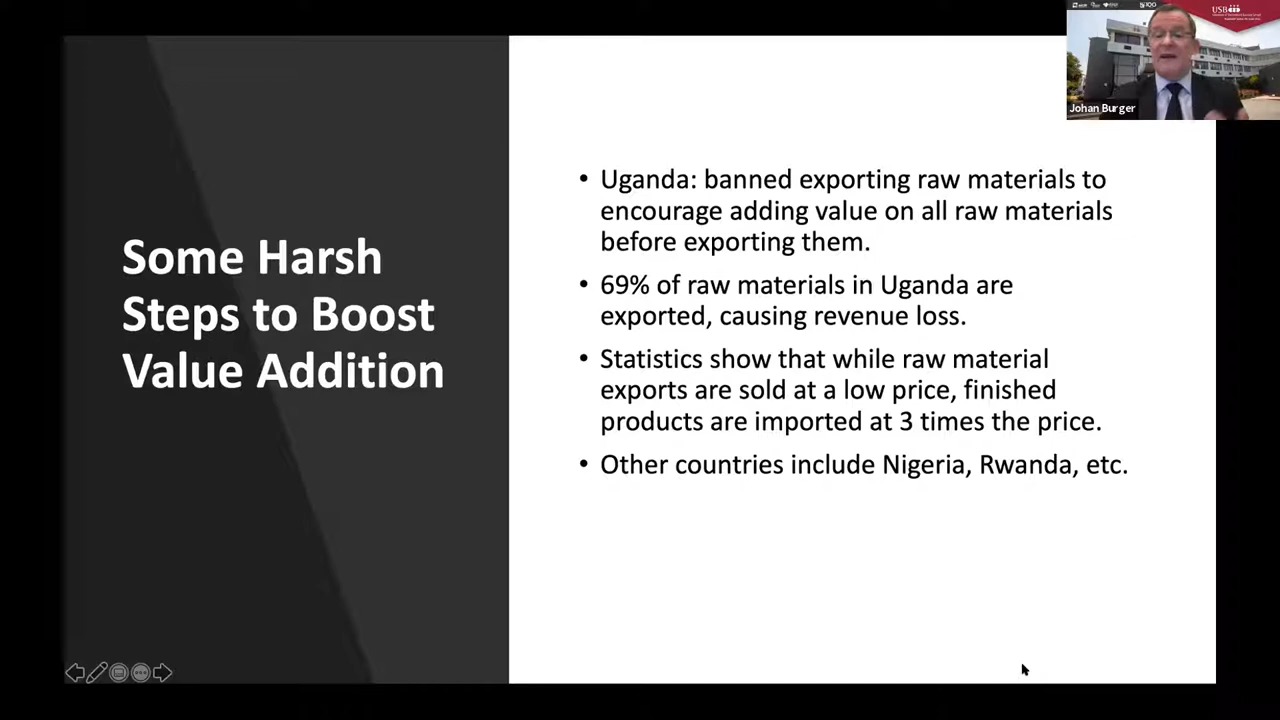 USB
Johan Burger
Some Harsh
Steps to Boost
Value Addition
• Uganda: banned exporting raw materials to
encourage adding value on all raw materials
before exporting them.
• 69% of raw materials in Uganda are
exported, causing revenue loss.
• Statistics show that while raw material
exports are sold at a low price, finished
products are imported at 3 times the price.
• Other countries include Nigeria, Rwanda, etc.